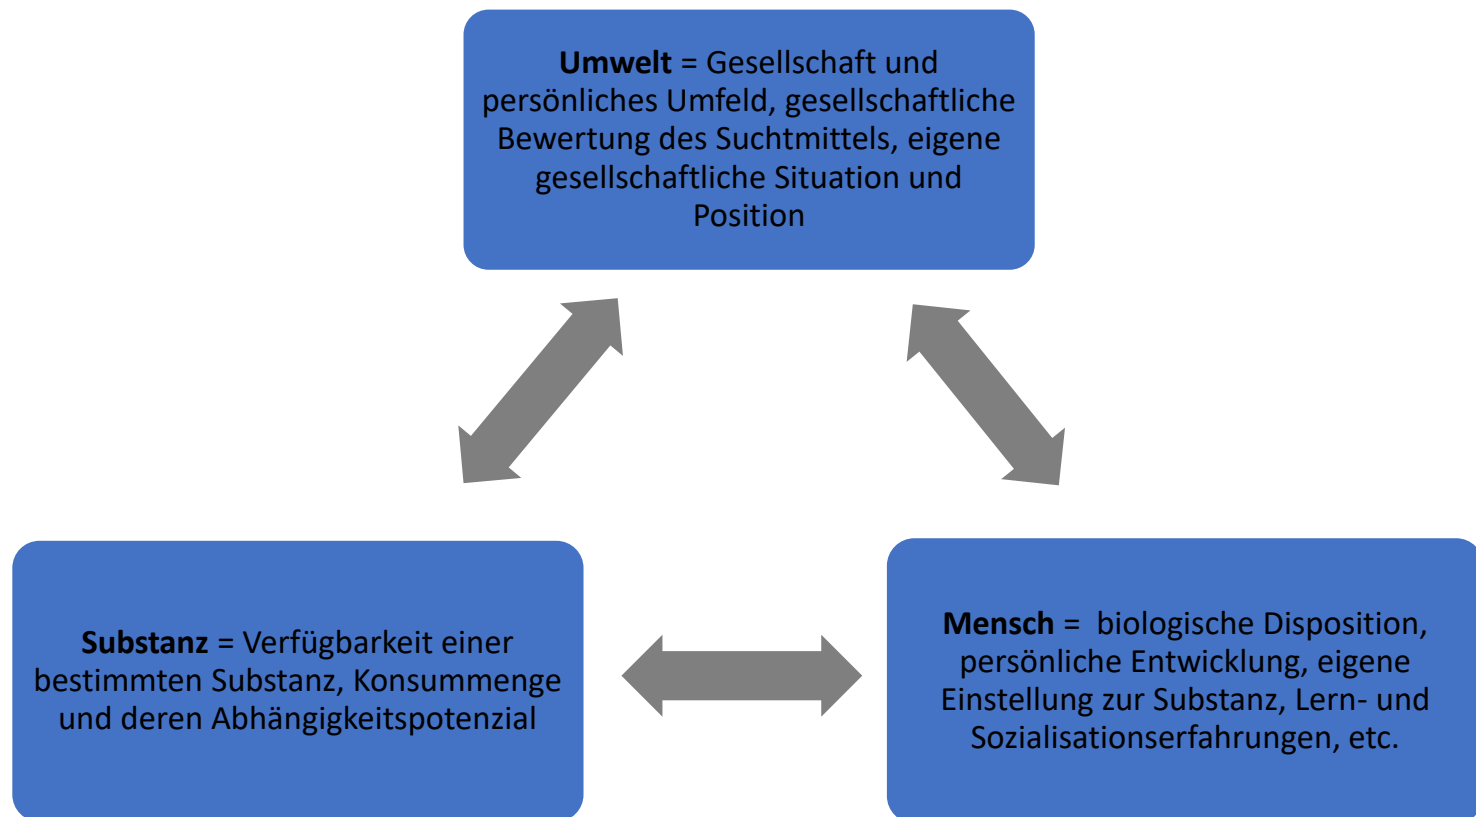 Umwelt = Gesellschaft und
persönliches Umfeld, gesellschaftliche
Bewertung des Suchtmittels, eigene
gesellschaftliche Situation und
Position
Substanz = Verfügbarkeit einer
bestimmten Substanz, Konsummenge
und deren Abhängigkeitspotenzial
Mensch = biologische Disposition,
persönliche Entwicklung, eigene
Einstellung zur Substanz, Lern- und
Sozialisationserfahrungen, etc.